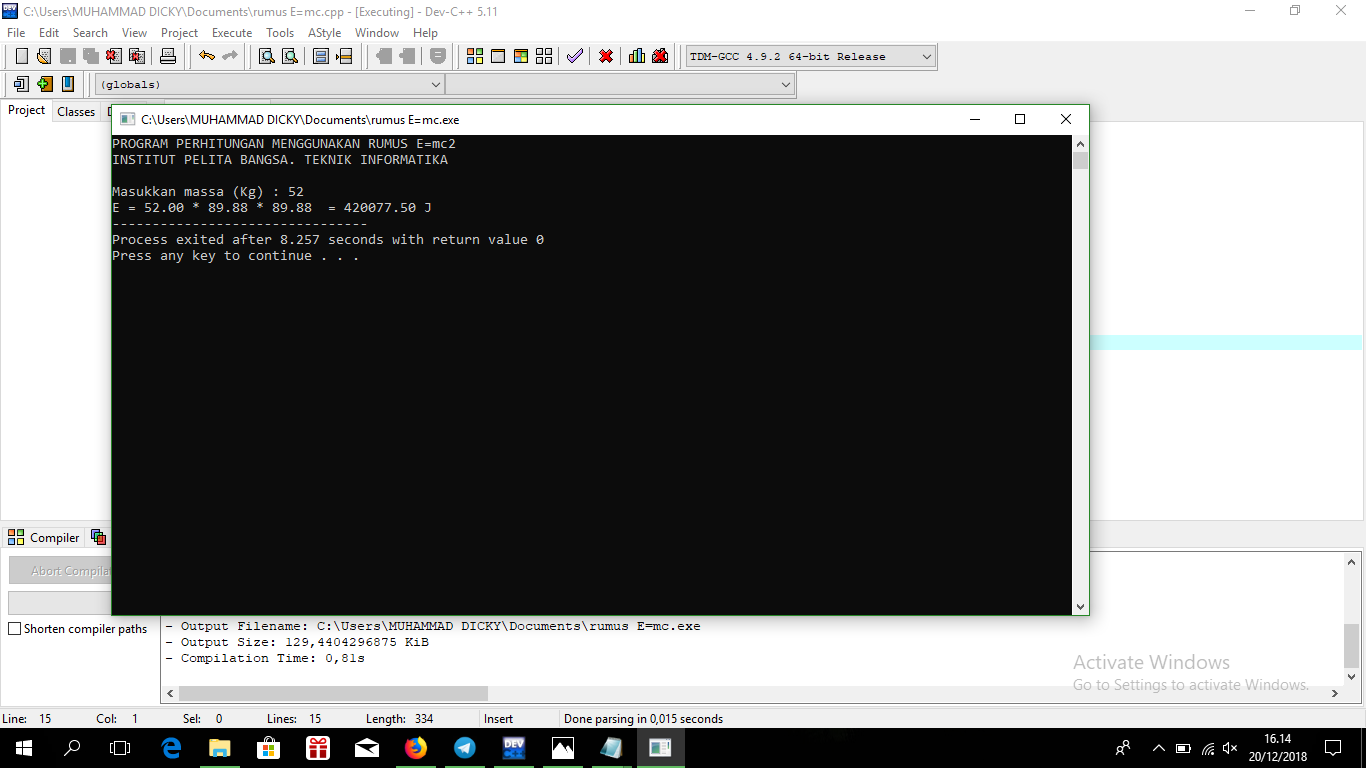 C:\Users\MUHAMMAD DICKY\Documents\rumus E=mc.cpp - [Executing] - Dev-C++ 5.11
File Edit Search View Project Execute Tools AStyle Window Help
TDM-GCC 4.9.2 64-bit Release
(globals)
Project Classes
C:\Users\MUHAMMAD DICKY\Documents\rumus E=mc.exe
PROGRAM PERHITUNGAN MENGGUNAKAN RUMUS E=mc2
INSTITUT PELITA BANGSA. TEKNIK INFORMATIKA
Masukkan massa (Kg) : 52
E = 52.00 * 89.88 * 89.88  = 420077.50 J
--------------------------------
Process exited after 8.257 seconds with return value 0
Press any key to continue . . .
Compiler
Abort
Shorten compiler paths
- Output Filename: C:\Users\MUHAMMAD DICKY\Documents\rumus E=mc.exe
- Output Size: 129,4404296875 KiB
- Compilation Time: 0,81s
Activate Windows
Go to Settings to activate Windows.
Line: 15 Col: 1 Sel: 0 Lines: 15 Length: 334 Insert Done parsing in 0,015 seconds
DEV
16.14
20/12/2018